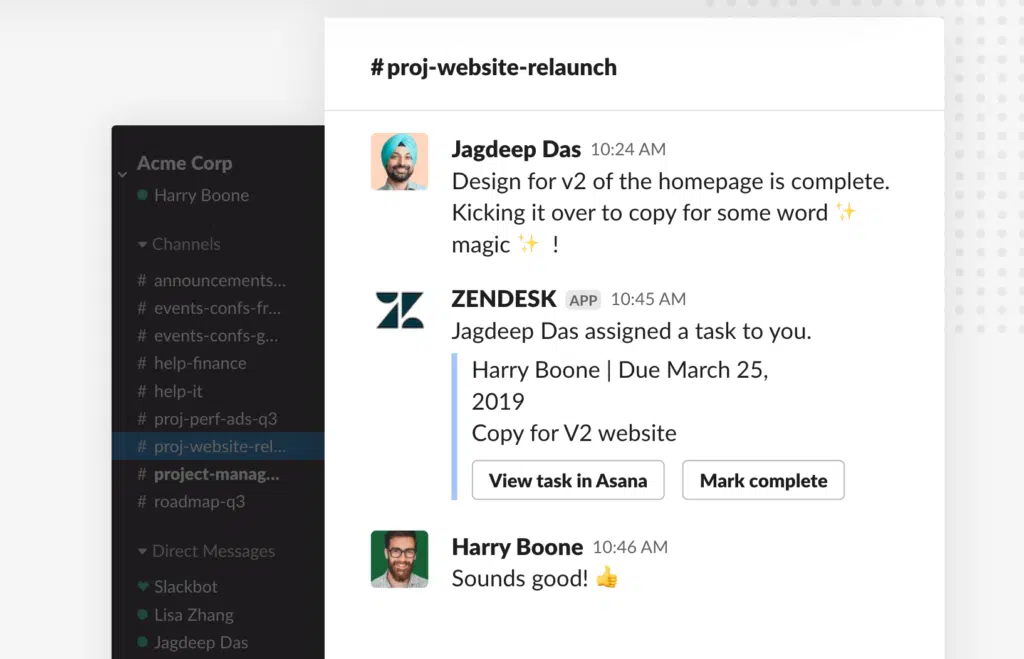 Acme Corp
Harry Boone
Channels
# announcements...
# events-confs-fr...
# events-confs-g...
# help-finance
# help-it
# proj-perf-ads-q3
# proj-website-rel...
# project-manag...
# roadmap-q3
Direct Messages
Slackbot
Lisa Zhang
Jagdeep Das
# proj-website-relaunch
Jagdeep Das 10:24 AM
Design for v2 of the homepage is complete.
Kicking it over to copy for some word ✨
magic ✨ !
ZENDESK APP 10:45 AM
Jagdeep Das assigned a task to you.
Harry Boone | Due March 25,
2019
Copy for V2 website
View task in Asana Mark complete
Harry Boone 10:46 AM
Sounds good! 👍